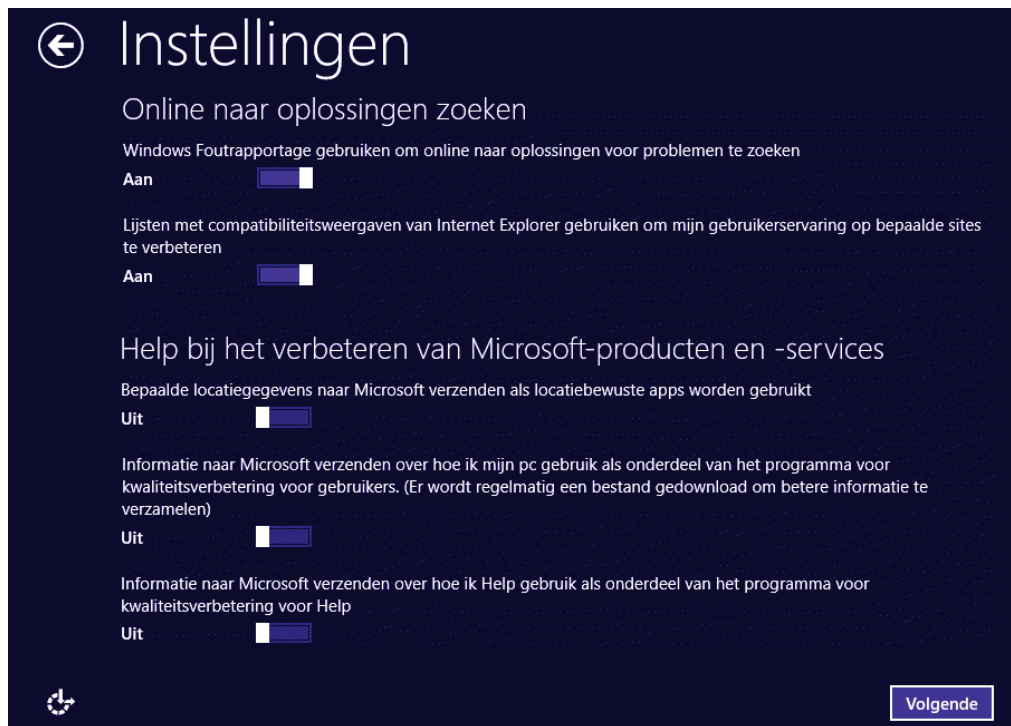 Instellingen
Online naar oplossingen zoeken
Windows Foutrapportage gebruiken om online naar oplossingen voor problemen te zoeken
Aan
Lijsten met compatibiliteitsweergaven van Internet Explorer gebruiken om mijn gebruikerservaring op bepaalde sites
te verbeteren
Aan
Help bij het verbeteren van Microsoft-producten en -services
Bepaalde locatiegegevens naar Microsoft verzenden als locatiebewuste apps worden gebruikt
Uit
Informatie naar Microsoft verzenden over hoe ik mijn pc gebruik als onderdeel van het programma voor
kwaliteitsverbetering voor gebruikers. (Er wordt regelmatig een bestand gedownload om betere informatie te
verzamelen)
Uit
Informatie naar Microsoft verzenden over hoe ik Help gebruik als onderdeel van het programma voor
kwaliteitsverbetering voor Help
Uit
Volgende